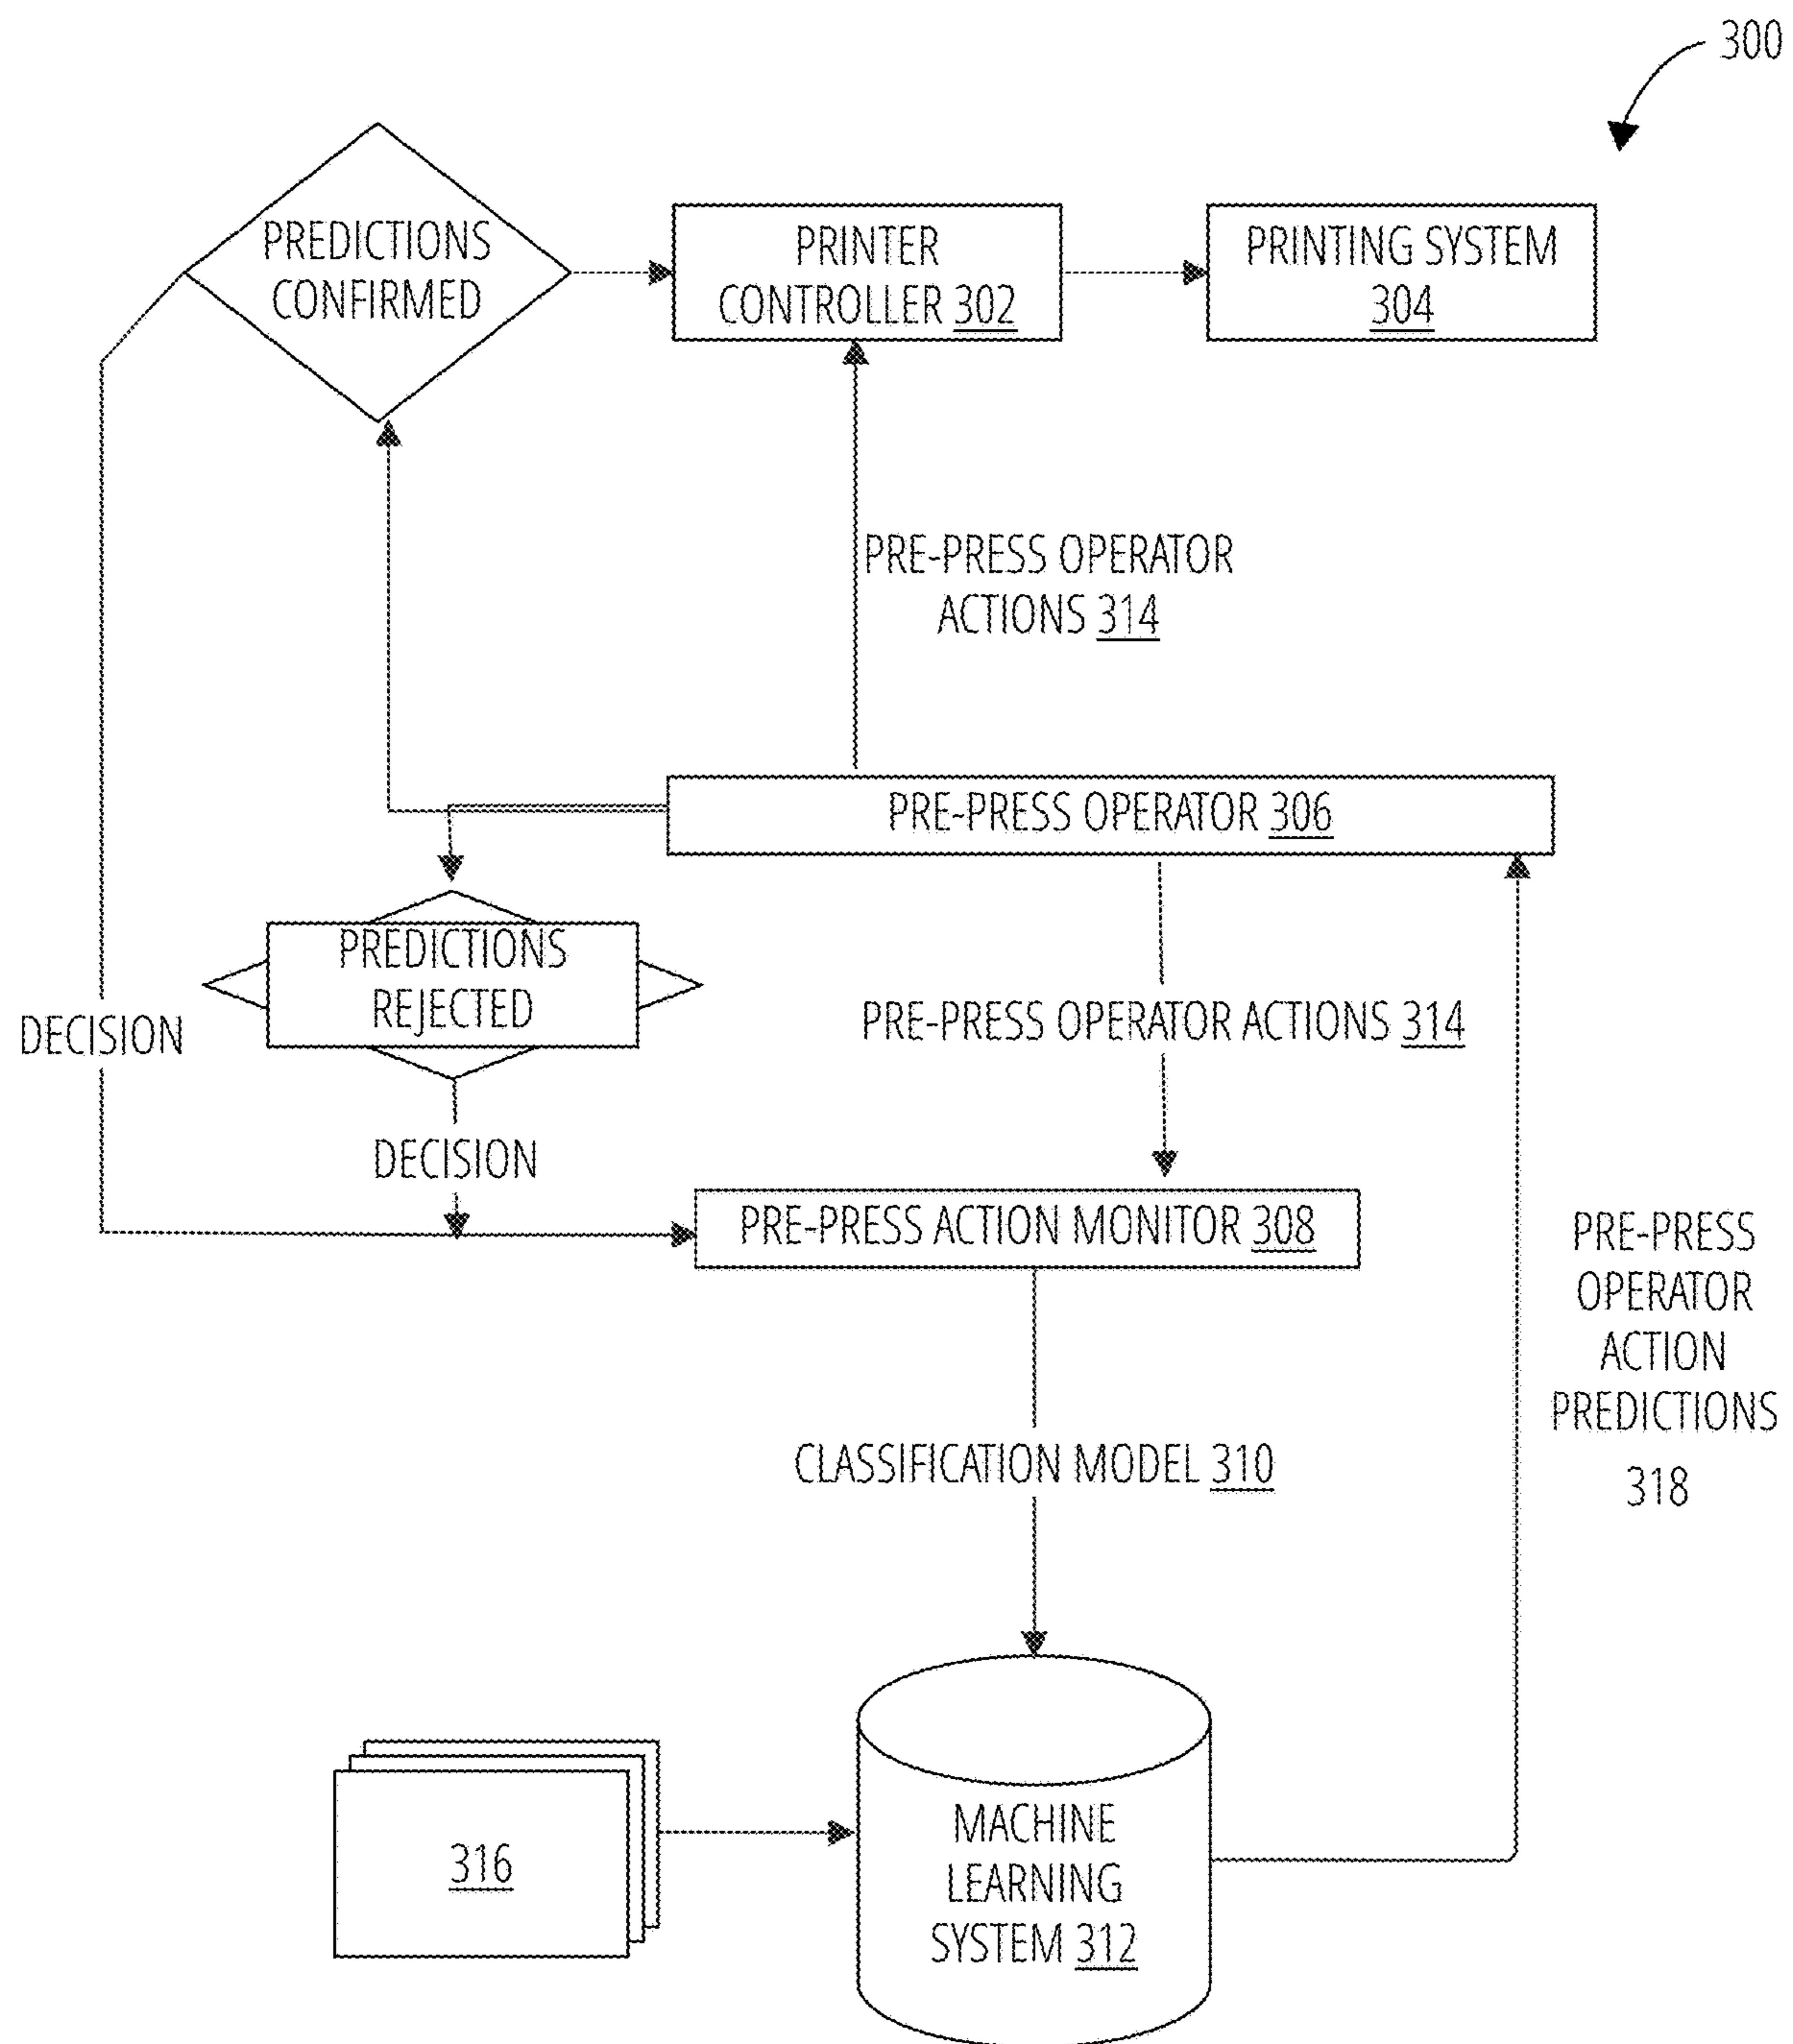 300
PREDICTIONS
CONFIRMED
PRINTER
CONTROLLER 302
PRINTING SYSTEM
304
PRE-PRESS OPERATOR
ACTIONS 314
PRE-PRESS OPERATOR 306
PREDICTIONS
REJECTED
DECISION
PRE-PRESS OPERATOR ACTIONS 314
DECISION
PRE-PRESS ACTION MONITOR 308
PRE-PRESS
OPERATOR
ACTION
PREDICTIONS
318
CLASSIFICATION MODEL 310
316
MACHINE
LEARNING
SYSTEM 312